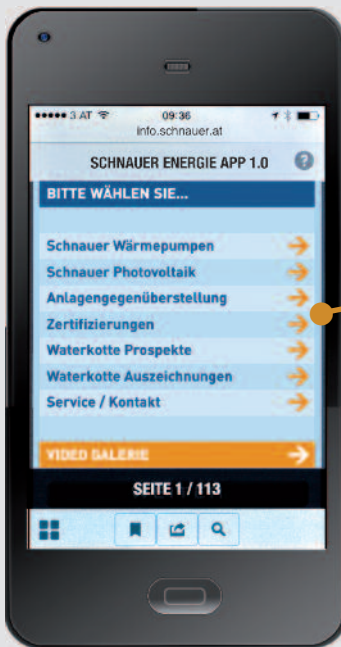 3 AT 09:36
info.schnauer.at
SCHNAUER ENERGIE APP 1.0 ?
BITTE WÄHLEN SIE...
Schnauer Wärmepumpen
Schnauer Photovoltaik
Anlagengegenüberstellung
Zertifizierungen
Waterkotte Prospekte
Waterkotte Auszeichnungen
Service / Kontakt
VIDEO GALERIE
SEITE 1 / 113